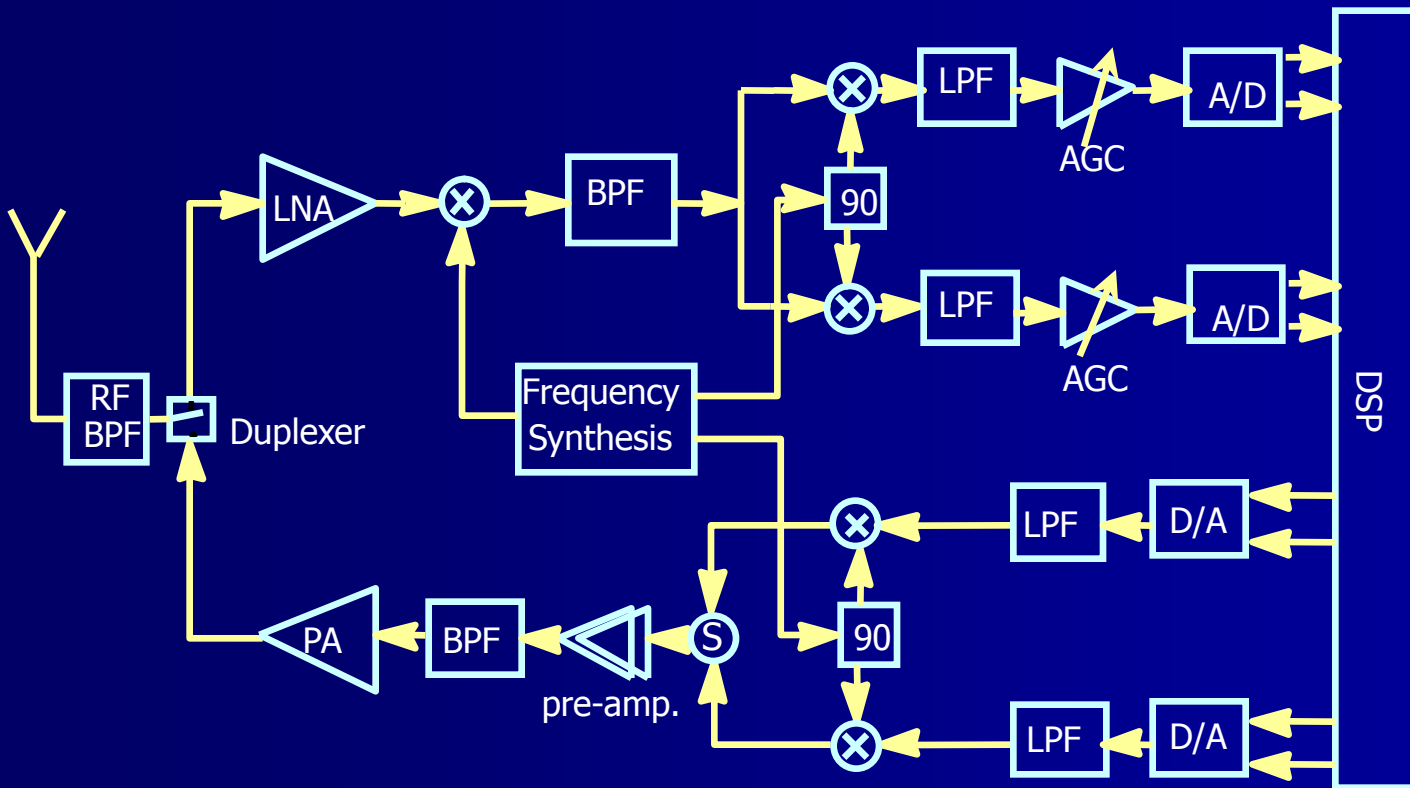 LPF
A/D
AGC
LNA
BPF
90
LPF
A/D
AGC
RF
BPF
Duplexer
Frequency
Synthesis
DSP
LPF
D/A
PA
BPF
pre-amp.
S
90
LPF
D/A